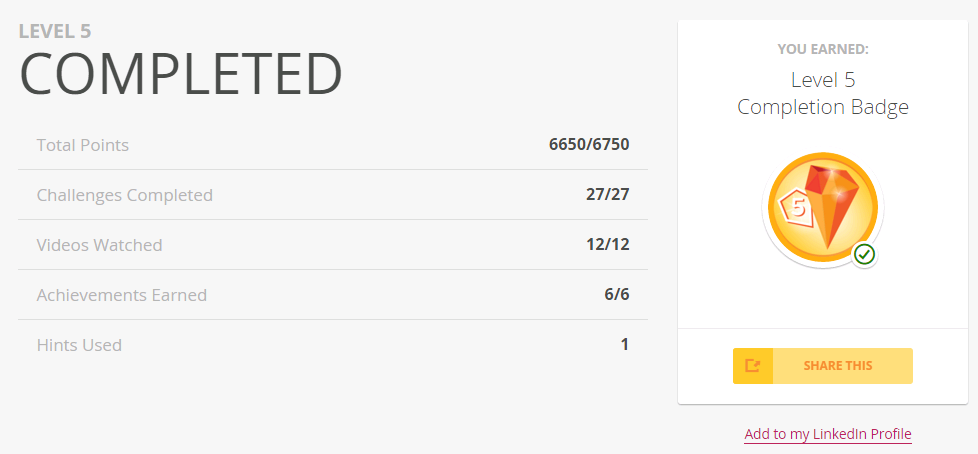 LEVEL 5
COMPLETED
Total Points 6650/6750
Challenges Completed 27/27
Videos Watched 12/12
Achievements Earned 6/6
Hints Used 1
YOU EARNED:
Level 5
Completion Badge
5
SHARE THIS
Add to my LinkedIn Profile